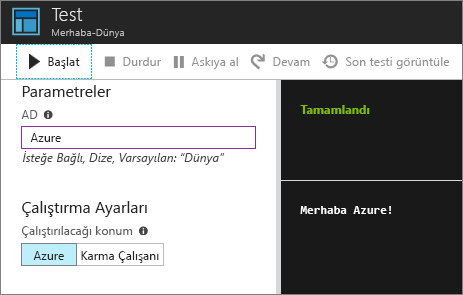 Test
Merhaba-Dünya
Başlat Durdur Askıya al Devam Son testi görüntüle
Parametreler
AD
Azure
İsteğe Bağlı, Dize, Varsayılan: “Dünya”
Çalıştırma Ayarları
Çalıştırılacağı konum
Azure Karma Çalışanı
Tamamlandı
Merhaba Azure!